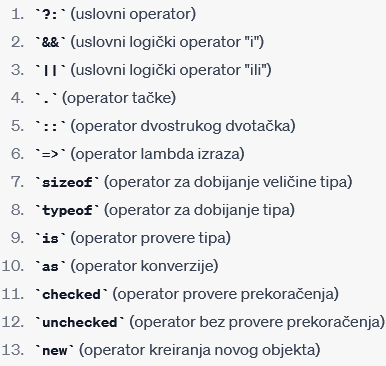 1. `?:` (uslovni operator)
2. `&&` (uslovni logički operator "i")
3. `||` (uslovni logički operator "ili")
4. `.` (operator tačke)
5. `::` (operator dvostrukog dvotačka)
6. `=>` (operator lambda izraza)
7. `sizeof` (operator za dobijanje veličine tipa)
8. `typeof` (operator za dobijanje tipa)
9. `is` (operator provere tipa)
10. `as` (operator konverzije)
11. `checked` (operator provere prekoračenja)
12. `unchecked` (operator bez provere prekoračenja)
13. `new` (operator kreiranja novog objekta)